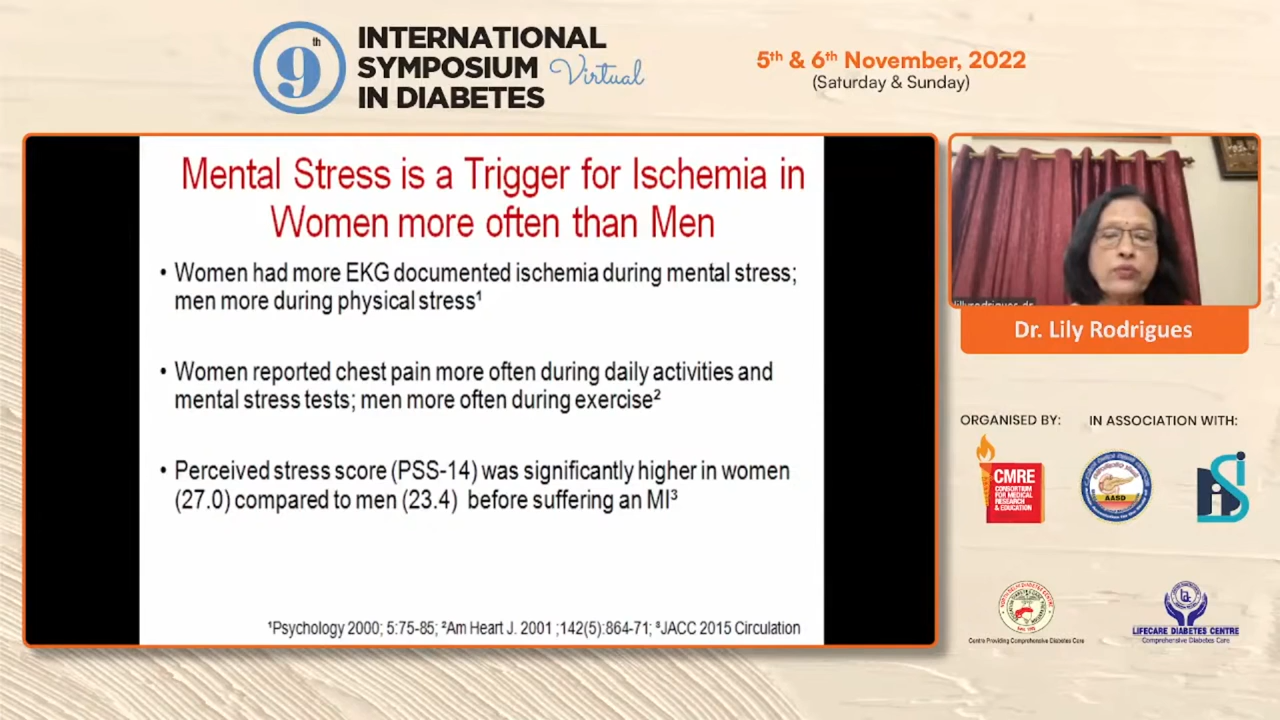 9th
INTERNATIONAL
SYMPOSIUM Virtual
IN DIABETES
5th & 6th November, 2022
(Saturday & Sunday)
Mental Stress is a Trigger for Ischemia in
Women more often than Men
• Women had more EKG documented ischemia during mental stress;
men more during physical stress¹
• Women reported chest pain more often during daily activities and
mental stress tests; men more often during exercise²
• Perceived stress score (PSS-14) was significantly higher in women
(27.0) compared to men (23.4) before suffering an MI³
¹Psychology 2000; 5:75-85; ²Am Heart J. 2001 ;142(5):864-71; ³JACC 2015 Circulation
lillyrodrigues dr
Dr. Lily Rodrigues
ORGANISED BY:
IN ASSOCIATION WITH:
CMRE
CONSORTIUM
FOR MEDICAL
RESEARCH
& EDUCATION
AASD
Centre Providing Comprehensive Diabetes Care
LIFECARE DIABETES CENTRE
Comprehensive Diabetes Care